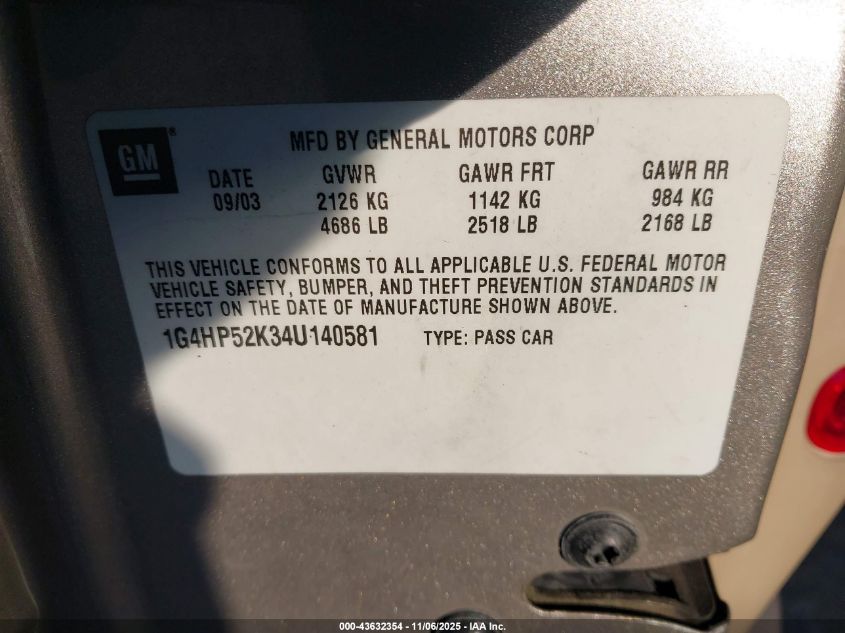 GM®
MFD BY GENERAL MOTORS CORP
DATE GVWR GAWR FRT GAWR RR
09/03 2126 KG 1142 KG 984 KG
4686 LB 2518 LB 2168 LB
THIS VEHICLE CONFORMS TO ALL APPLICABLE U.S. FEDERAL MOTOR
VEHICLE SAFETY, BUMPER, AND THEFT PREVENTION STANDARDS IN
EFFECT ON THE DATE OF MANUFACTURE SHOWN ABOVE.
1G4HP52K34U140581 TYPE: PASS CAR
000-43632354 - 11/06/2025 - IAA Inc.